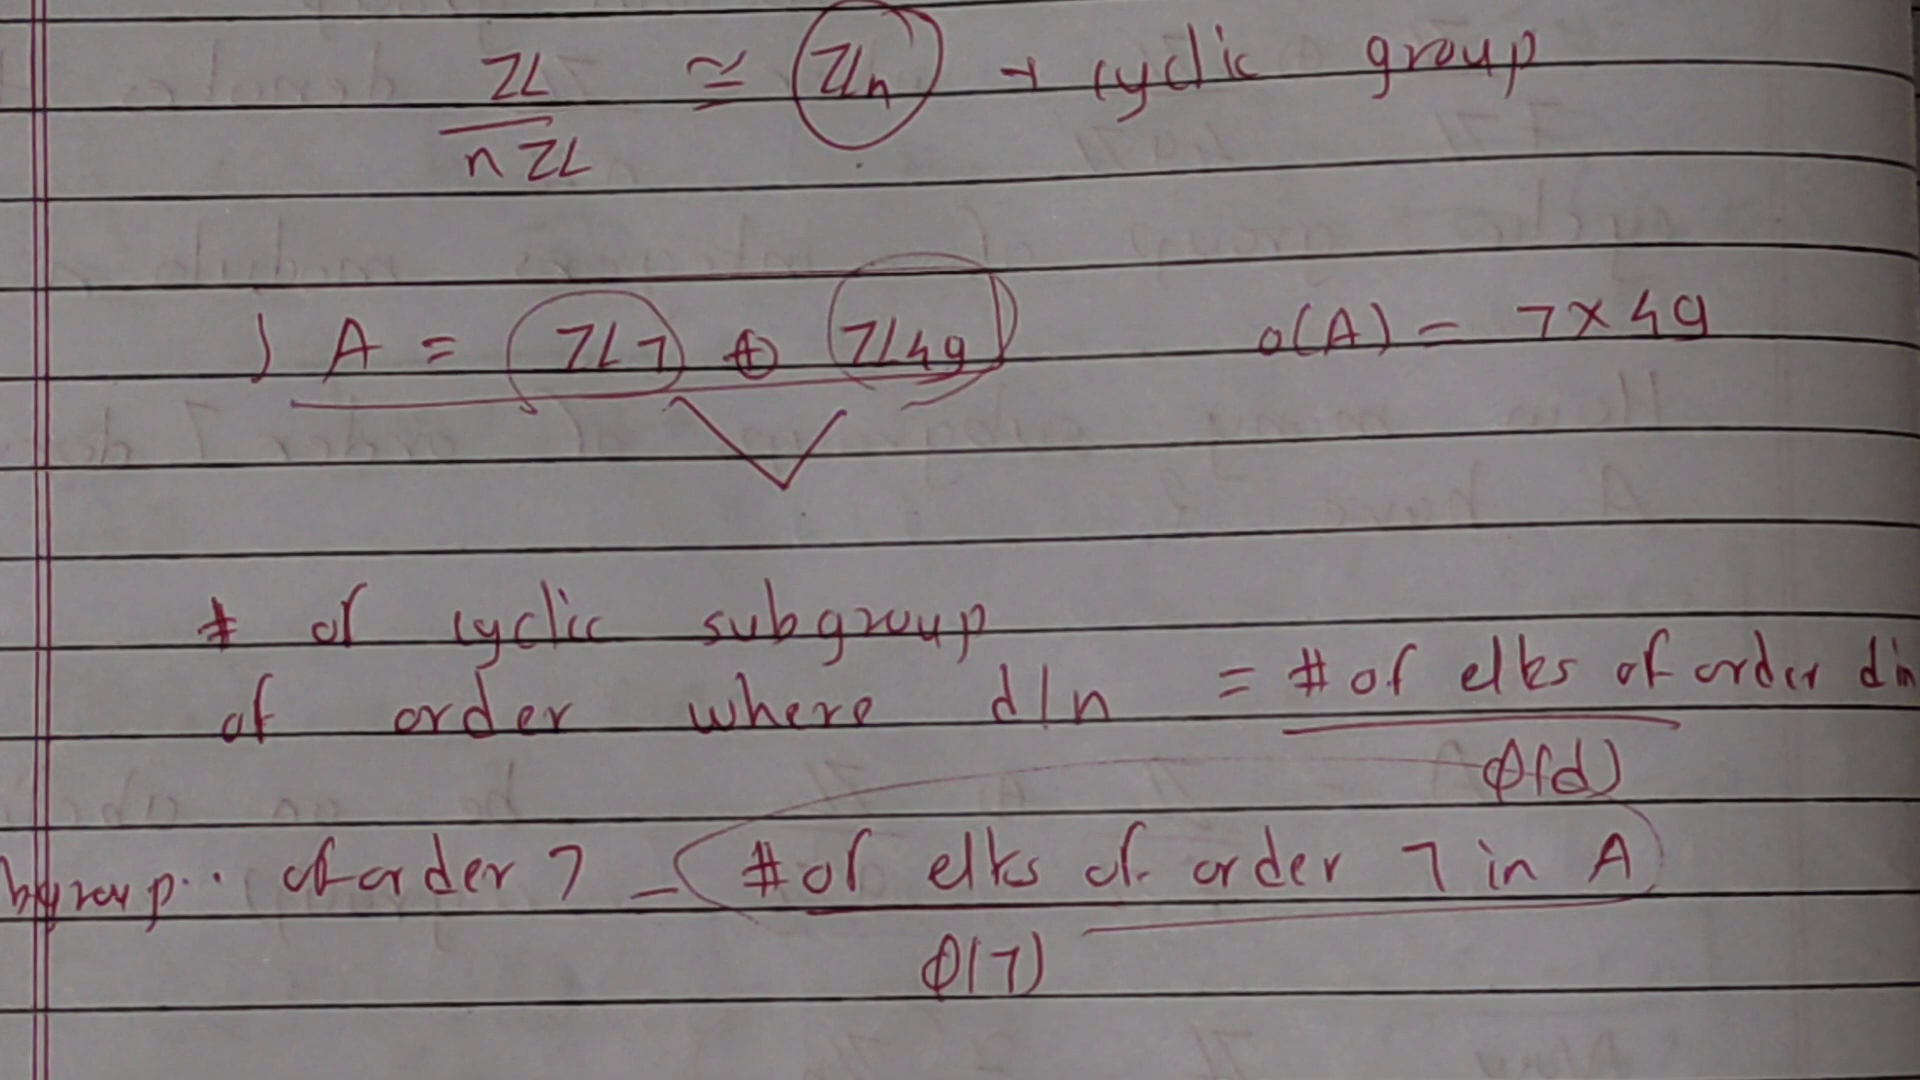 ℤ/nℤ ≅ ℤn → cyclic group
) A = ℤ7 ⊕ ℤ49 o(A) = 7 × 49
# of cyclic subgroup
of order where d|n = # of elts of order d in
φ(d)
bgroup.. of order 7 = # of elts of order 7 in A
φ(7)